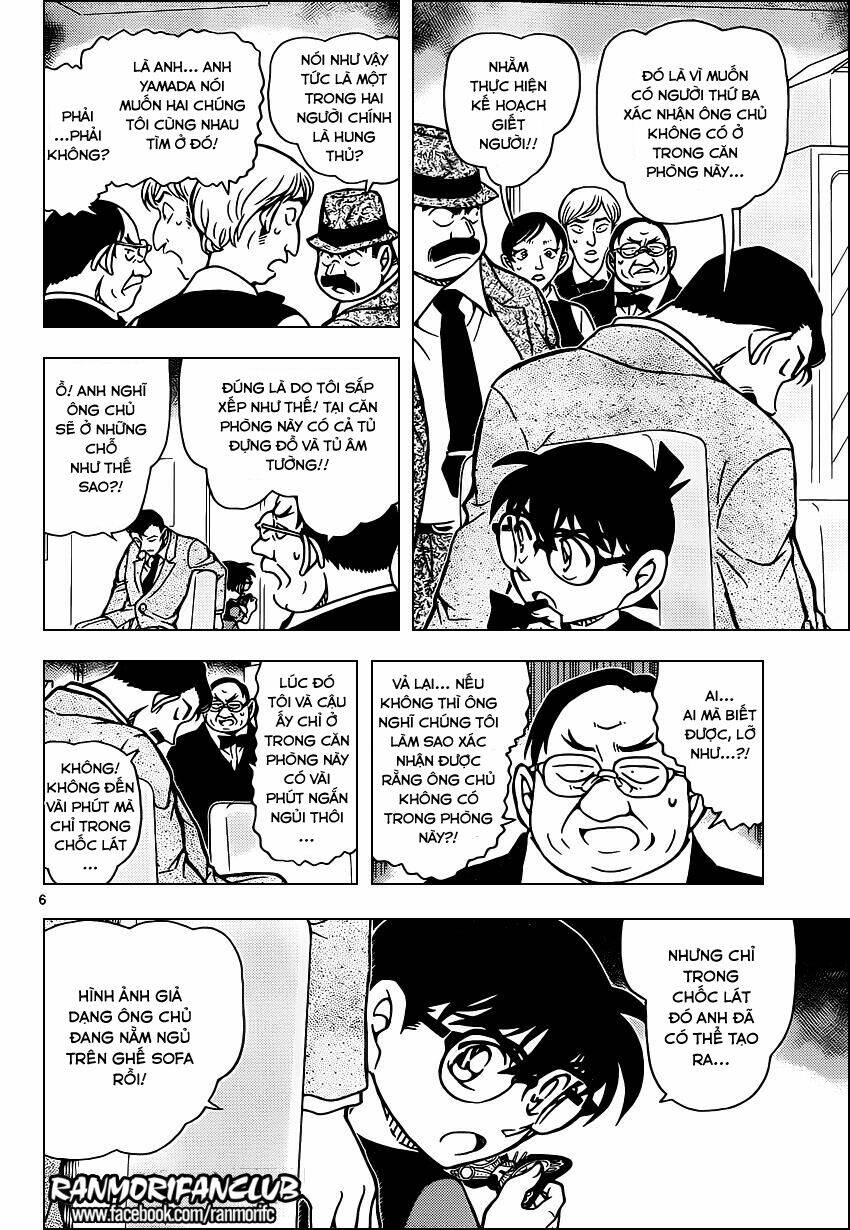 ĐÓ LÀ VÌ MUỐN
CÓ NGƯỜI THỨ BA
XÁC NHẬN ÔNG CHỦ
KHÔNG CÓ Ở
TRONG CĂN
PHÒNG NÀY...
NHẰM
THỰC HIỆN
KẾ HOẠCH
GIẾT
NGƯỜI!!
NÓI NHƯ VẬY
TỨC LÀ MỘT
TRONG HAI
NGƯỜI CHÍNH
LÀ HUNG
THỦ?
LÀ ANH... ANH
YAMADA NÓI
MUỐN HAI CHÚNG
TÔI CÙNG NHAU
TÌM Ở ĐÓ!
PHẢI
...PHẢI
KHÔNG?
ĐÚNG LÀ DO TÔI SẮP
XẾP NHƯ THẾ! TẠI CĂN
PHÒNG NÀY CÓ CẢ TỦ
ĐỰNG ĐỒ VÀ TỦ ÂM
TƯỜNG!!
Ồ! ANH NGHĨ
ÔNG CHỦ
SẼ Ở NHỮNG
CHỖ
NHƯ THẾ
SAO?!
AI...
AI MÀ BIẾT
ĐƯỢC, LỠ
NHƯ...?!
VẢ LẠI... NẾU
KHÔNG THÌ ÔNG
NGHĨ CHÚNG TÔI
LÀM SAO XÁC
NHẬN ĐƯỢC
RẰNG ÔNG CHỦ
KHÔNG CÓ
TRONG PHÒNG
NÀY?!
LÚC ĐÓ
TÔI VÀ CẬU
ẤY CHỈ Ở
TRONG CĂN
PHÒNG NÀY
CÓ VÀI
PHÚT NGẮN
NGỦI THÔI
...
KHÔNG!
KHÔNG ĐẾN
VÀI PHÚT MÀ
CHỈ TRONG
CHỐC LÁT
...
6
NHƯNG CHỈ
TRONG
CHỐC LÁT
ĐÓ ANH ĐÃ
CÓ THỂ TẠO
RA...
HÌNH ẢNH GIẢ
DẠNG ÔNG CHỦ
ĐANG NẰM NGỦ
TRÊN GHẾ SOFA
RỒI!
RANMORIFANCLUB
www.facebook.com/ranmorifc